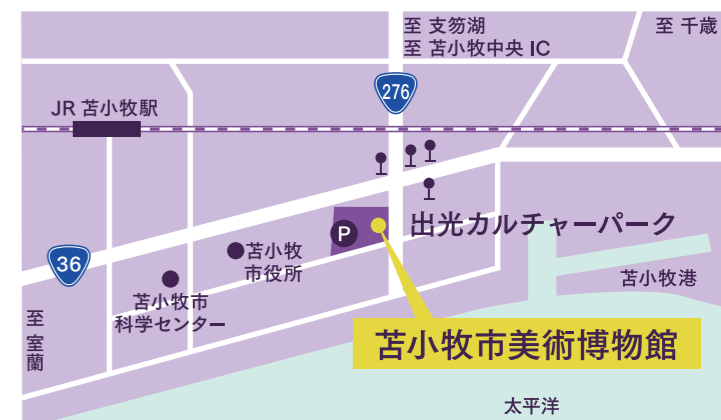 至 支笏湖
至 苫小牧中央 IC
至 千歳
276
JR 苫小牧駅
出光カルチャーパーク
P
36
苫小牧
市役所
苫小牧港
苫小牧市
科学センター
至室蘭
苫小牧市美術博物館
太平洋